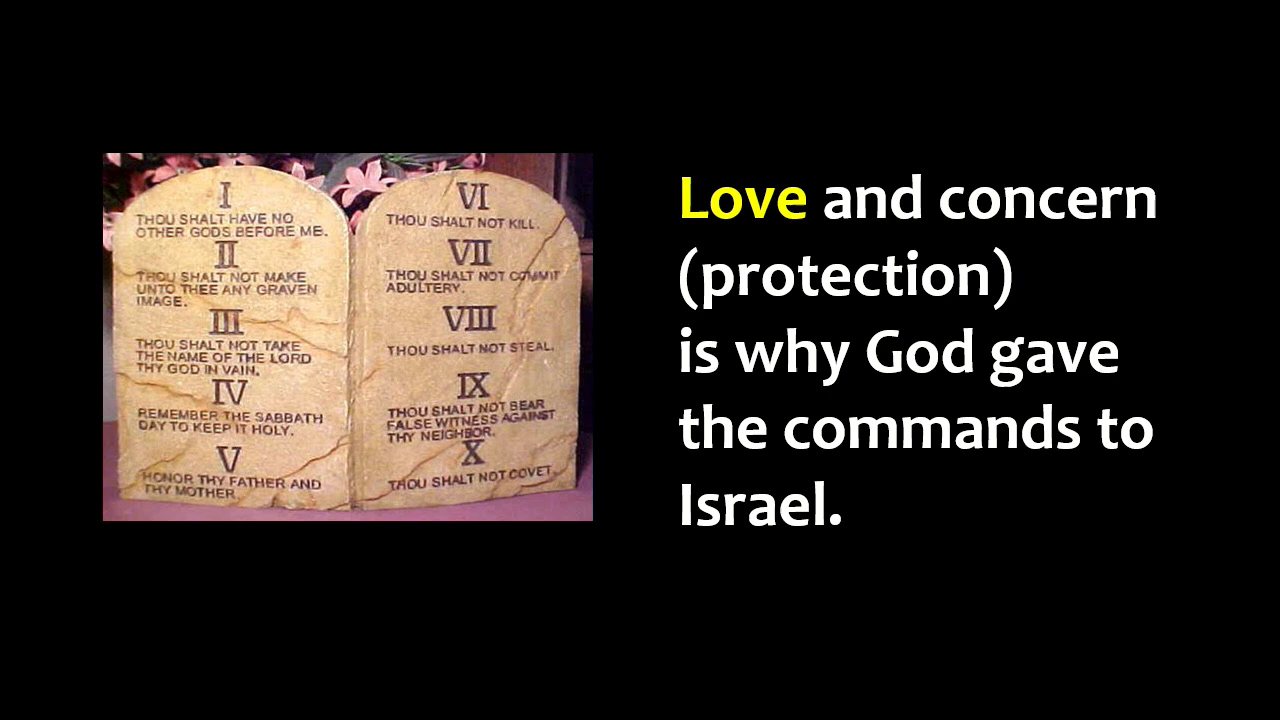 I
THOU SHALT HAVE NO
OTHER GODS BEFORE ME.
II
THOU SHALT NOT MAKE
UNTO THEE ANY GRAVEN
IMAGE.
III
THOU SHALT NOT TAKE
THE NAME OF THE LORD
THY GOD IN VAIN.
IV
REMEMBER THE SABBATH
DAY TO KEEP IT HOLY.
V
HONOR THY FATHER AND
THY MOTHER
VI
THOU SHALT NOT KILL.
VII
THOU SHALT NOT COMMIT
ADULTERY.
VIII
THOU SHALT NOT STEAL.
IX
THOU SHALT NOT BEAR
FALSE WITNESS AGAINST
THY NEIGHBOR.
X
THOU SHALT NOT COVET.
Love and concern
(protection)
is why God gave
the commands to
Israel.